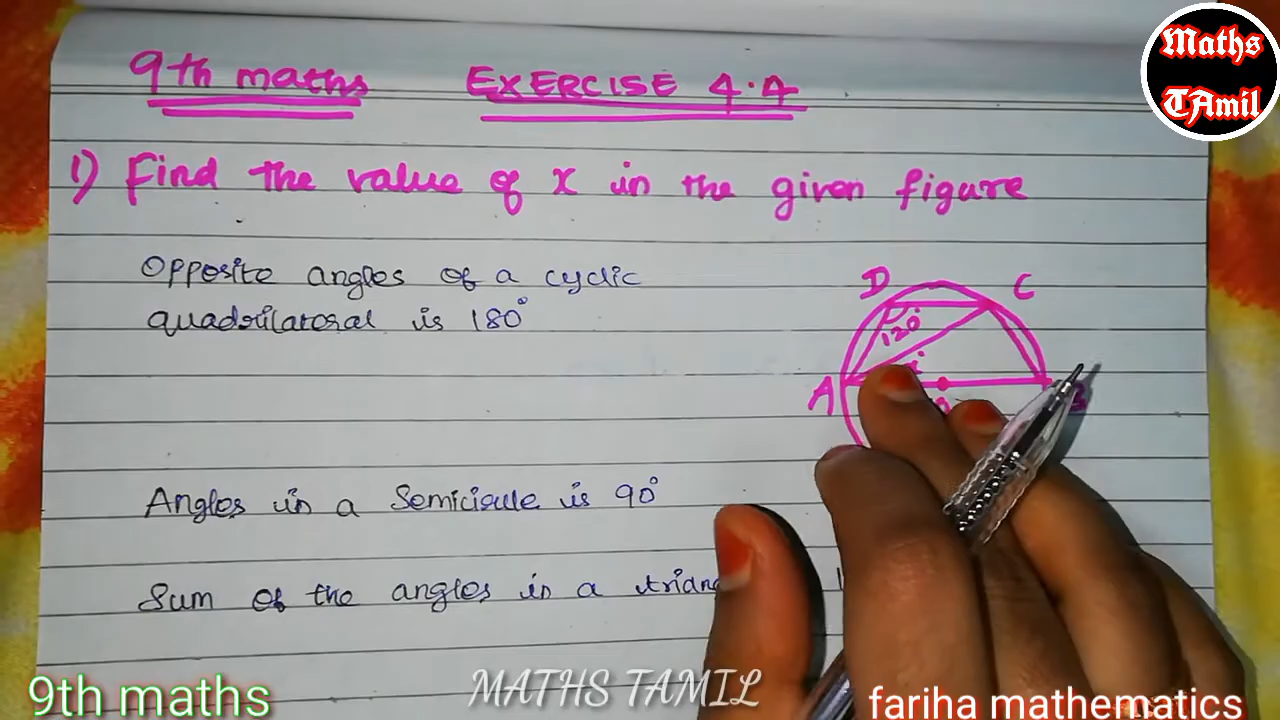 Maths
TAmil
9th maths EXERCISE 4.4
1) Find the value of x in the given figure
Opposite angles of a cyclic
quadrilateral is 180°
D C
120°
x°
A B
Angles in a Semicircle is 90°
Sum of the angles in a
9th maths MATHS TAMIL fariha mathematics